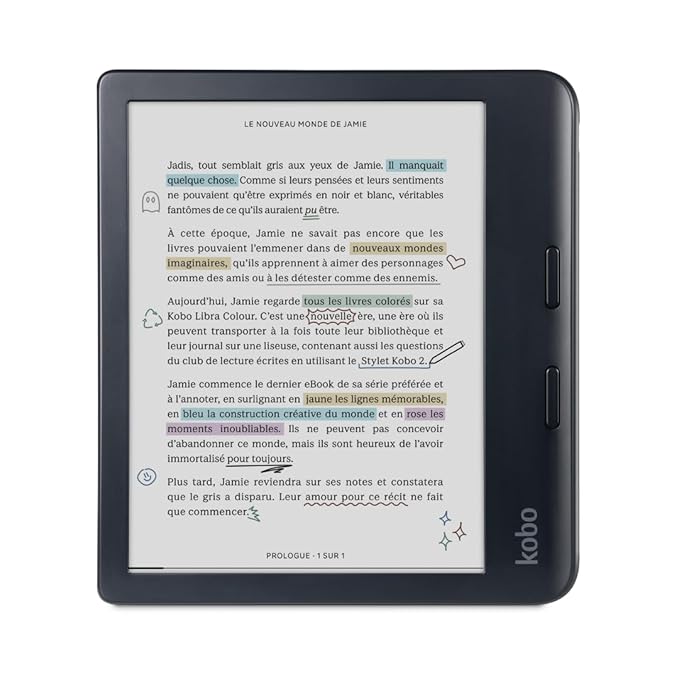 LE NOUVEAU MONDE DE JAMIE
Jadis, tout semblait gris aux yeux de Jamie. Il manquait
quelque chose. Comme si leurs pensées et leurs sentiments
ne pouvaient qu'être exprimés en noir et blanc, véritables
fantômes de ce qu'ils auraient pu être.
À cette époque, Jamie ne savait pas encore que les
livres pouvaient l'emmener dans de nouveaux mondes
imaginaires, qu'ils apprennent à aimer des personnages
comme des amis ou à les détester comme des ennemis.
Aujourd'hui, Jamie regarde tous les livres colorés sur sa
Kobo Libra Colour. C'est une nouvelle ère, une ère où ils
peuvent transporter à la fois toute leur bibliothèque et
leur journal sur une liseuse, contenant aussi les questions
du club de lecture écrites en utilisant le Stylet Kobo 2.
Jamie commence le dernier eBook de sa série préférée et
à l'annoter, en surlignant en jaune les lignes mémorables,
en bleu la construction créative du monde et en rose les
moments inoubliables. Ils ne peuvent pas concevoir
d'abandonner ce monde, mais ils sont heureux de l'avoir
immortalisé pour toujours.
Plus tard, Jamie reviendra sur ses notes et constatera
que le gris a disparu. Leur amour pour ce récit ne fait
que commencer.
PROLOGUE - 1 SUR 1
kobo